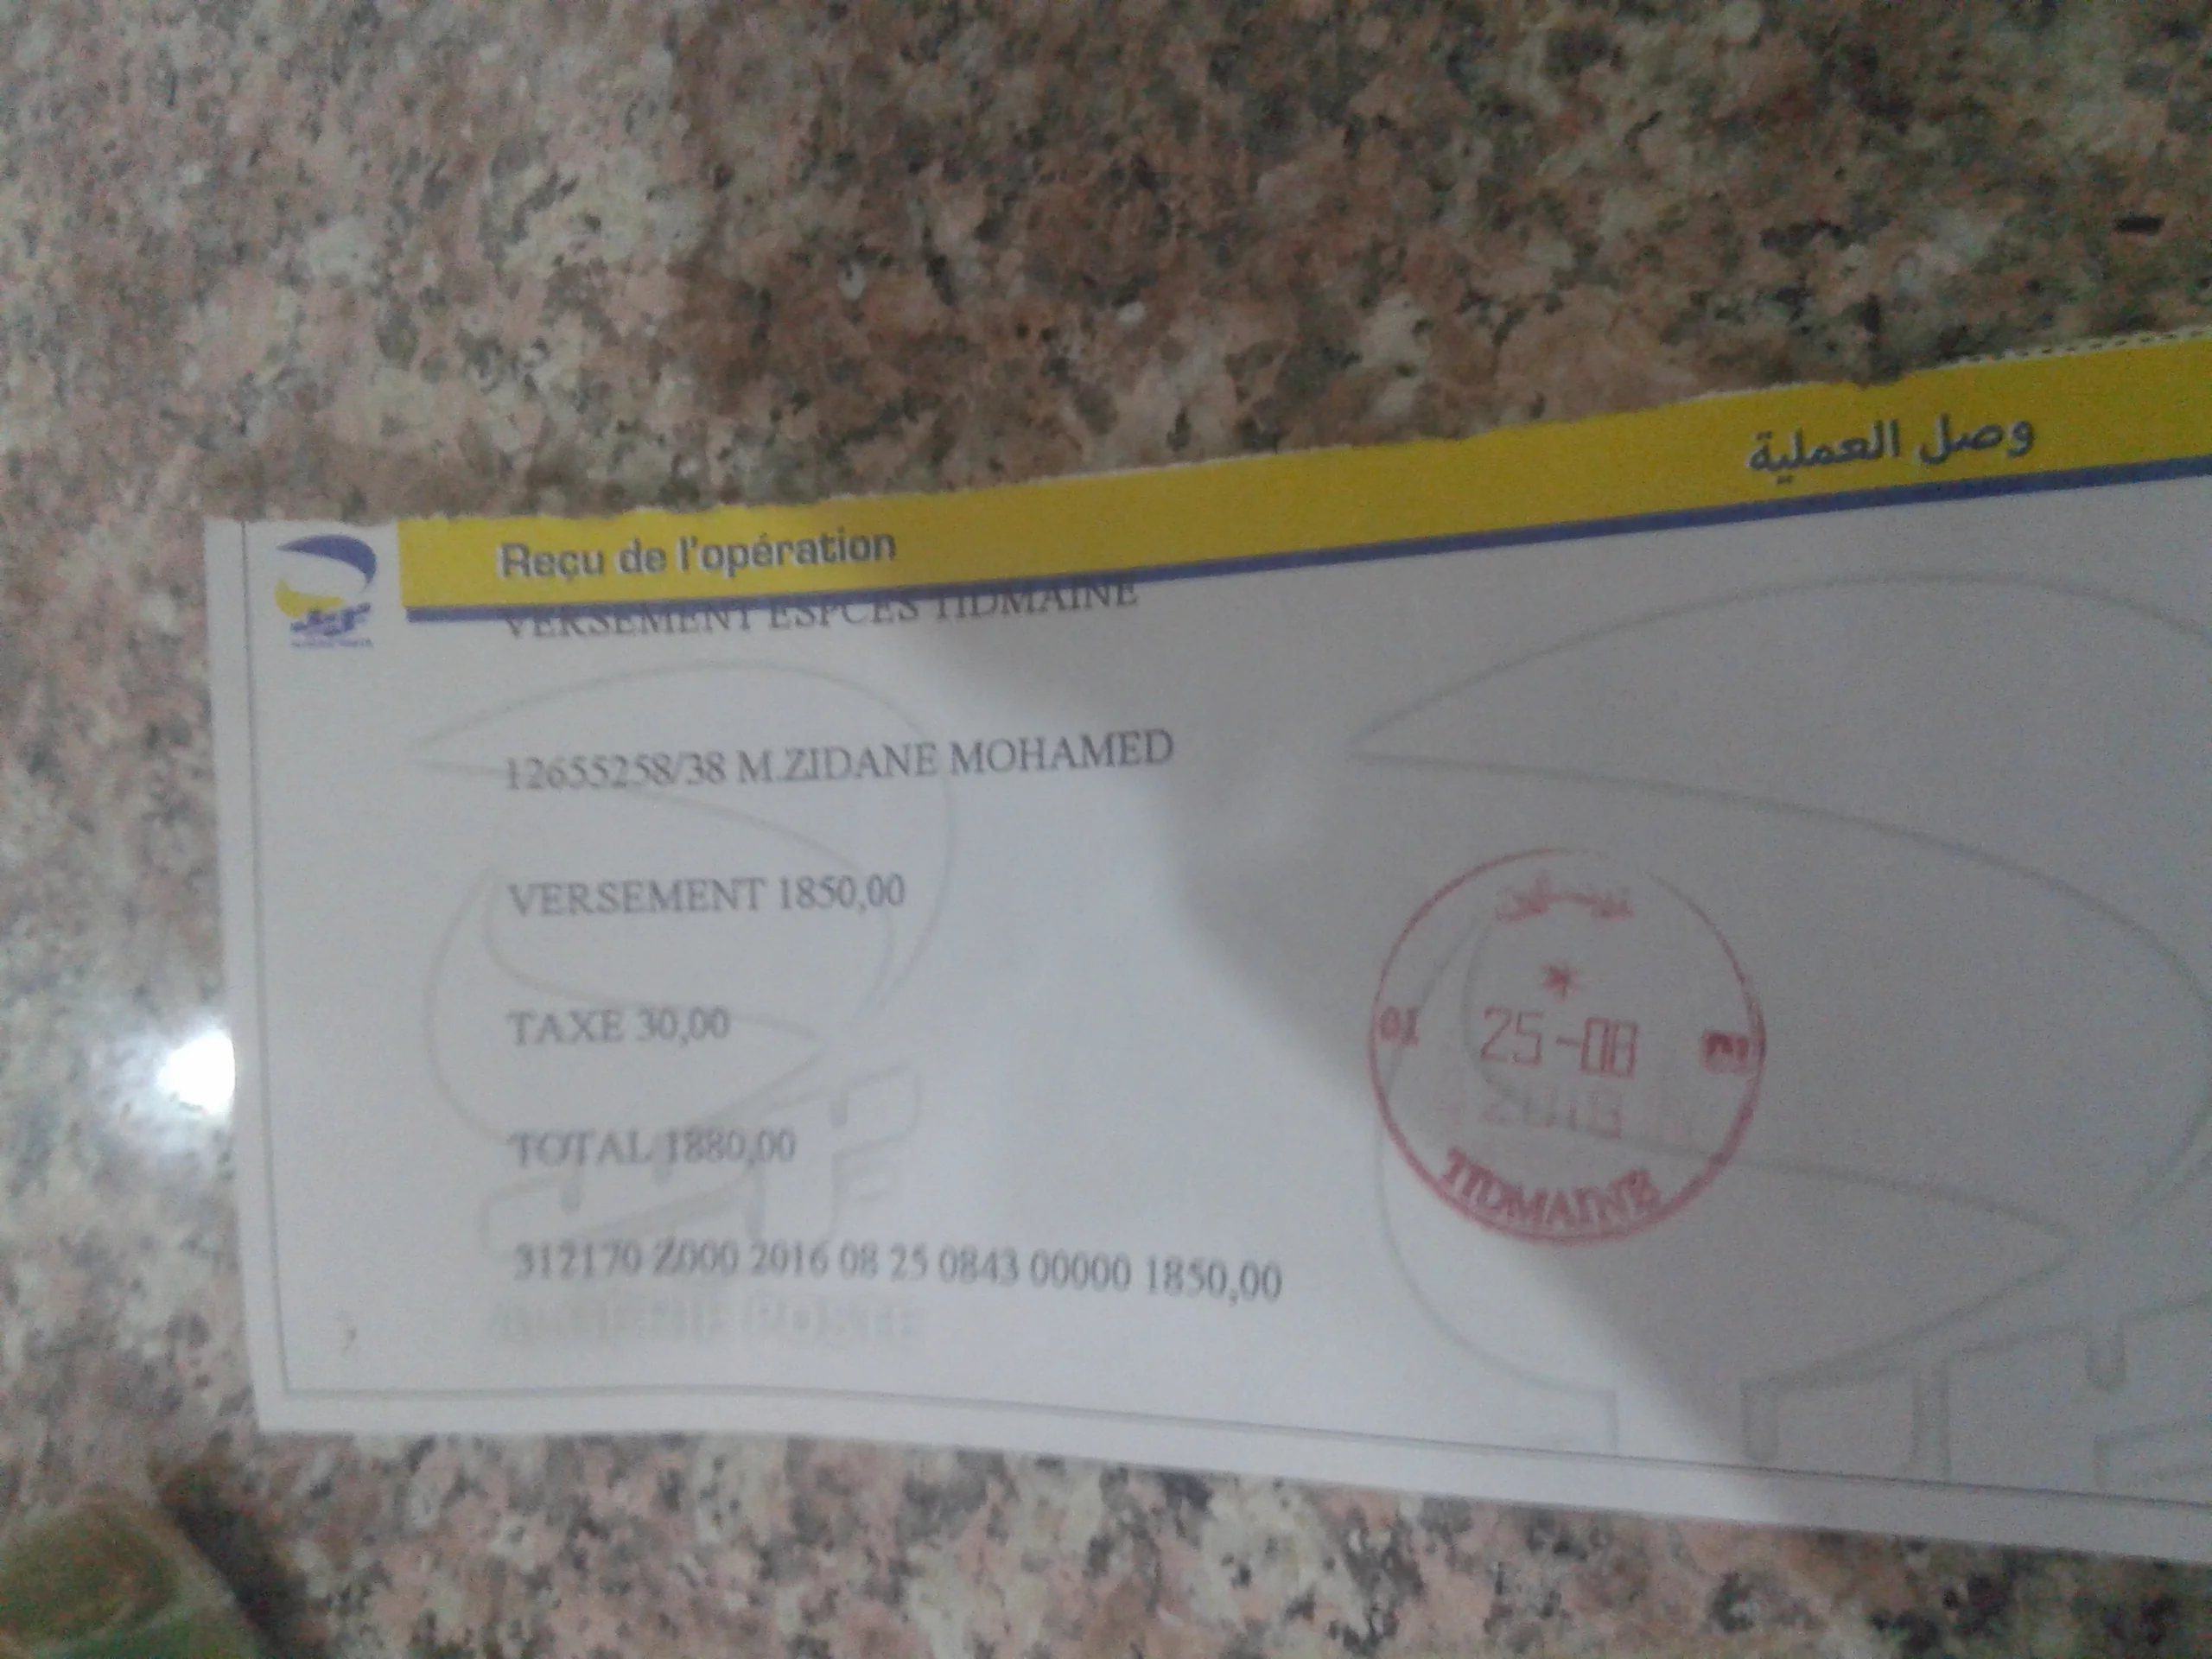 وصل العملية
Reçu de l'opération
VERSEMENT ESPCES TIDMAINE
12655258/38 M.ZIDANE MOHAMED
VERSEMENT 1850,00
TAXE 30,00
TOTAL 1880,00
312170 Z000 2016 08 25 0843 00000 1850,00
01
25-08
TIDMAINE